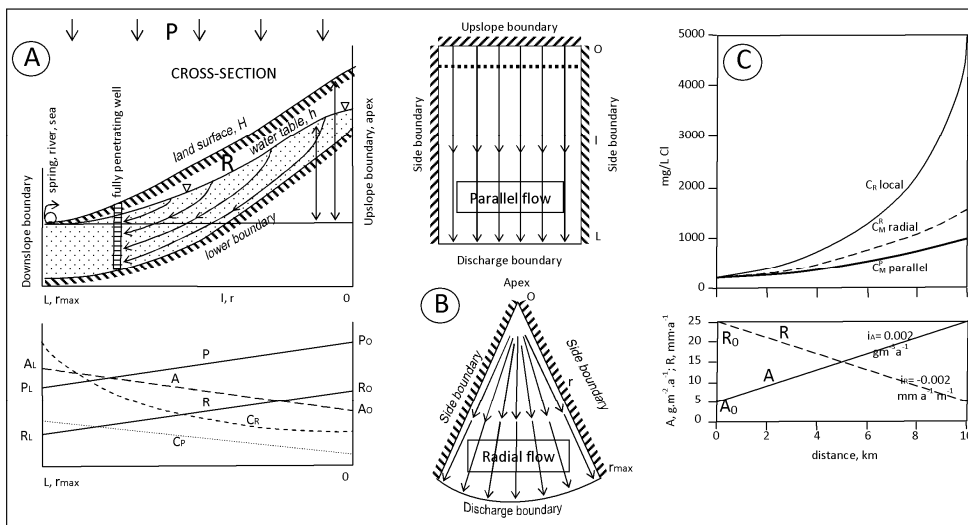 A
P
CROSS-SECTION
land surface, H
water table, h
R
lower boundary
spring, river, sea
fully penetrating well
Downslope boundary
Upslope boundary, apex
L, rmax
l, r
0
AL
PL
RL
P
A
R
CR
CP
PO
RO
AO
L, rmax
0
Upslope boundary
O
Side boundary
l
Side boundary
Parallel flow
L
Discharge boundary
B
Apex
O
Side boundary
r
Side boundary
Radial flow
rmax
Discharge boundary
C
5000
4000
3000
2000
1000
0
mg/L Cl
CR local
C R M radial
C P M parallel
25
20
15
10
5
0
A, g.m-2.a-1; R, mm·a-1
R0
R
A
A0
iA= 0.002
gm-3a-1
iR=-0.002
mm a-1m-1
0 2 4 6 8 10
distance, km